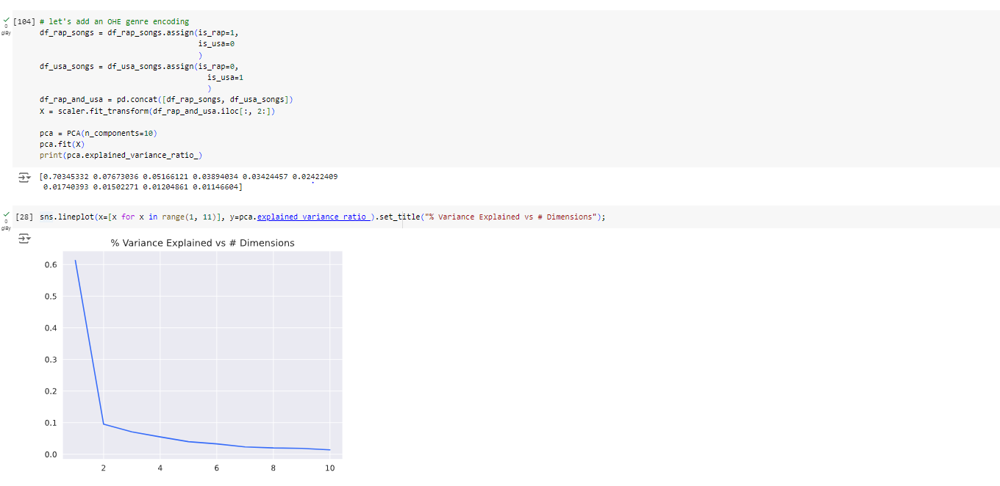 [104] # let's add an OHE genre encoding
0
giây
df_rap_songs = df_rap_songs.assign(is_rap=1,
is_usa=0
)
df_usa_songs = df_usa_songs.assign(is_rap=0,
is_usa=1
)
df_rap_and_usa = pd.concat([df_rap_songs, df_usa_songs])
X = scaler.fit_transform(df_rap_and_usa.iloc[:, 2:])
pca = PCA(n_components=10)
pca.fit(X)
print(pca.explained_variance_ratio_)
[0.70345332 0.07673036 0.05166121 0.03894034 0.03424457 0.02422409
0.01740393 0.01502271 0.01204861 0.01146604]
[28] sns.lineplot(x=[x for x in range(1, 11)], y=pca.explained_variance_ratio_).set_title("% Variance Explained vs # Dimensions");
0
giây
% Variance Explained vs # Dimensions
0.6
0.5
0.4
0.3
0.2
0.1
0.0
2 4 6 8 10